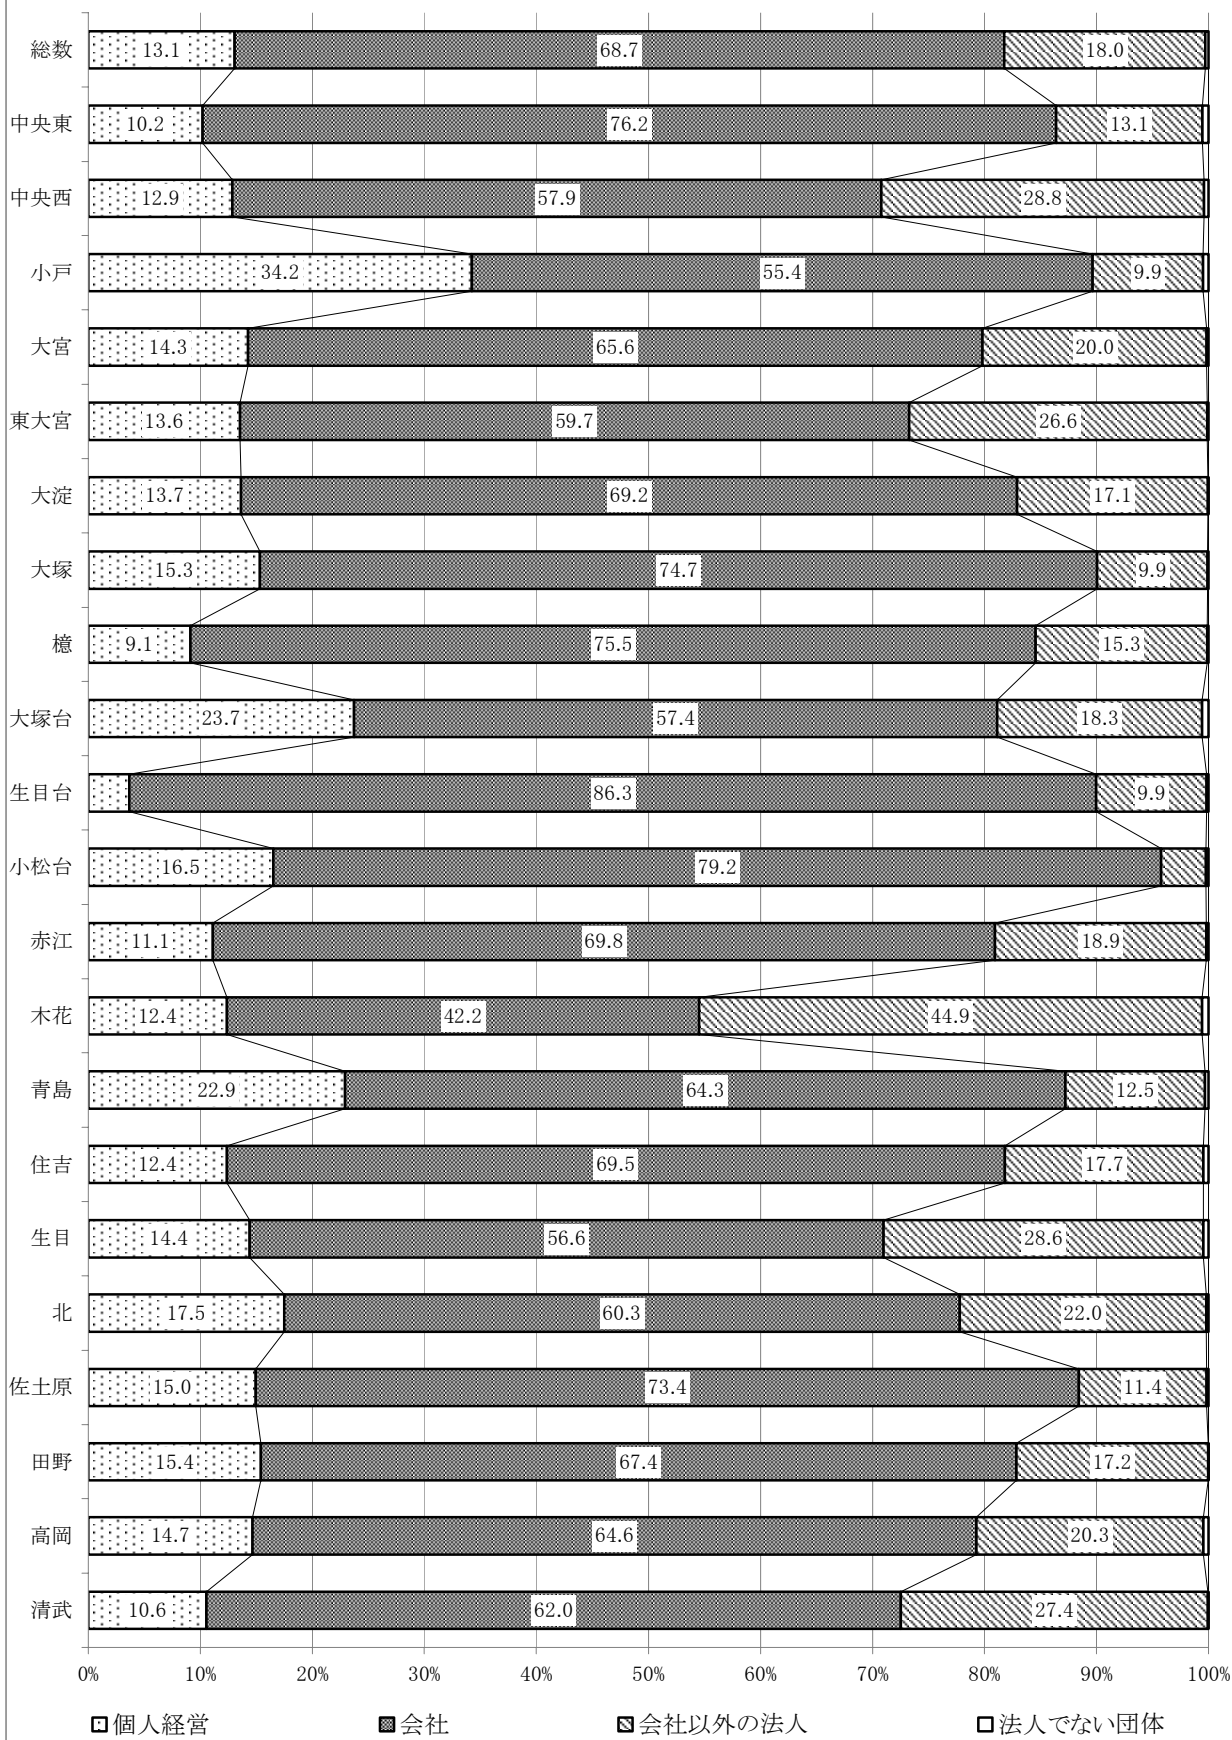 総数 13.1 68.7 18.0
中央東 10.2 76.2 13.1
中央西 12.9 57.9 28.8
小戸 34.2 55.4 9.9
大宮 14.3 65.6 20.0
東大宮 13.6 59.7 26.6
大淀 13.7 69.2 17.1
大塚 15.3 74.7 9.9
檍 9.1 75.5 15.3
大塚台 23.7 57.4 18.3
生目台 86.3 9.9
小松台 16.5 79.2
赤江 11.1 69.8 18.9
木花 12.4 42.2 44.9
青島 22.9 64.3 12.5
住吉 12.4 69.5 17.7
生目 14.4 56.6 28.6
北 17.5 60.3 22.0
佐土原 15.0 73.4 11.4
田野 15.4 67.4 17.2
高岡 14.7 64.6 20.3
清武 10.6 62.0 27.4
0% 10% 20% 30% 40% 50% 60% 70% 80% 90% 100%
個人経営 会社 会社以外の法人 法人でない団体